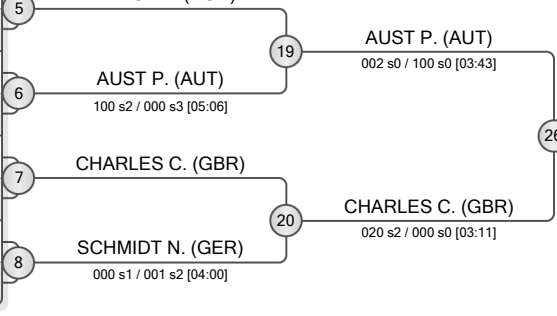 5
19
AUST P. (AUT)
002 s0 / 100 s0 [03:43]
AUST P. (AUT)
6
100 s2 / 000 s3 [05:06]
26
CHARLES C. (GBR)
7
20
CHARLES C. (GBR)
020 s2 / 000 s0 [03:11]
SCHMIDT N. (GER)
8
000 s1 / 001 s2 [04:00]